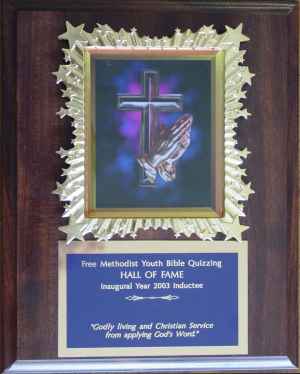 Free Methodist Youth Bible Quizzing
HALL OF FAME
Inaugural Year 2003 Inductee
"Godly living and Christian Service
from applying God's Word."